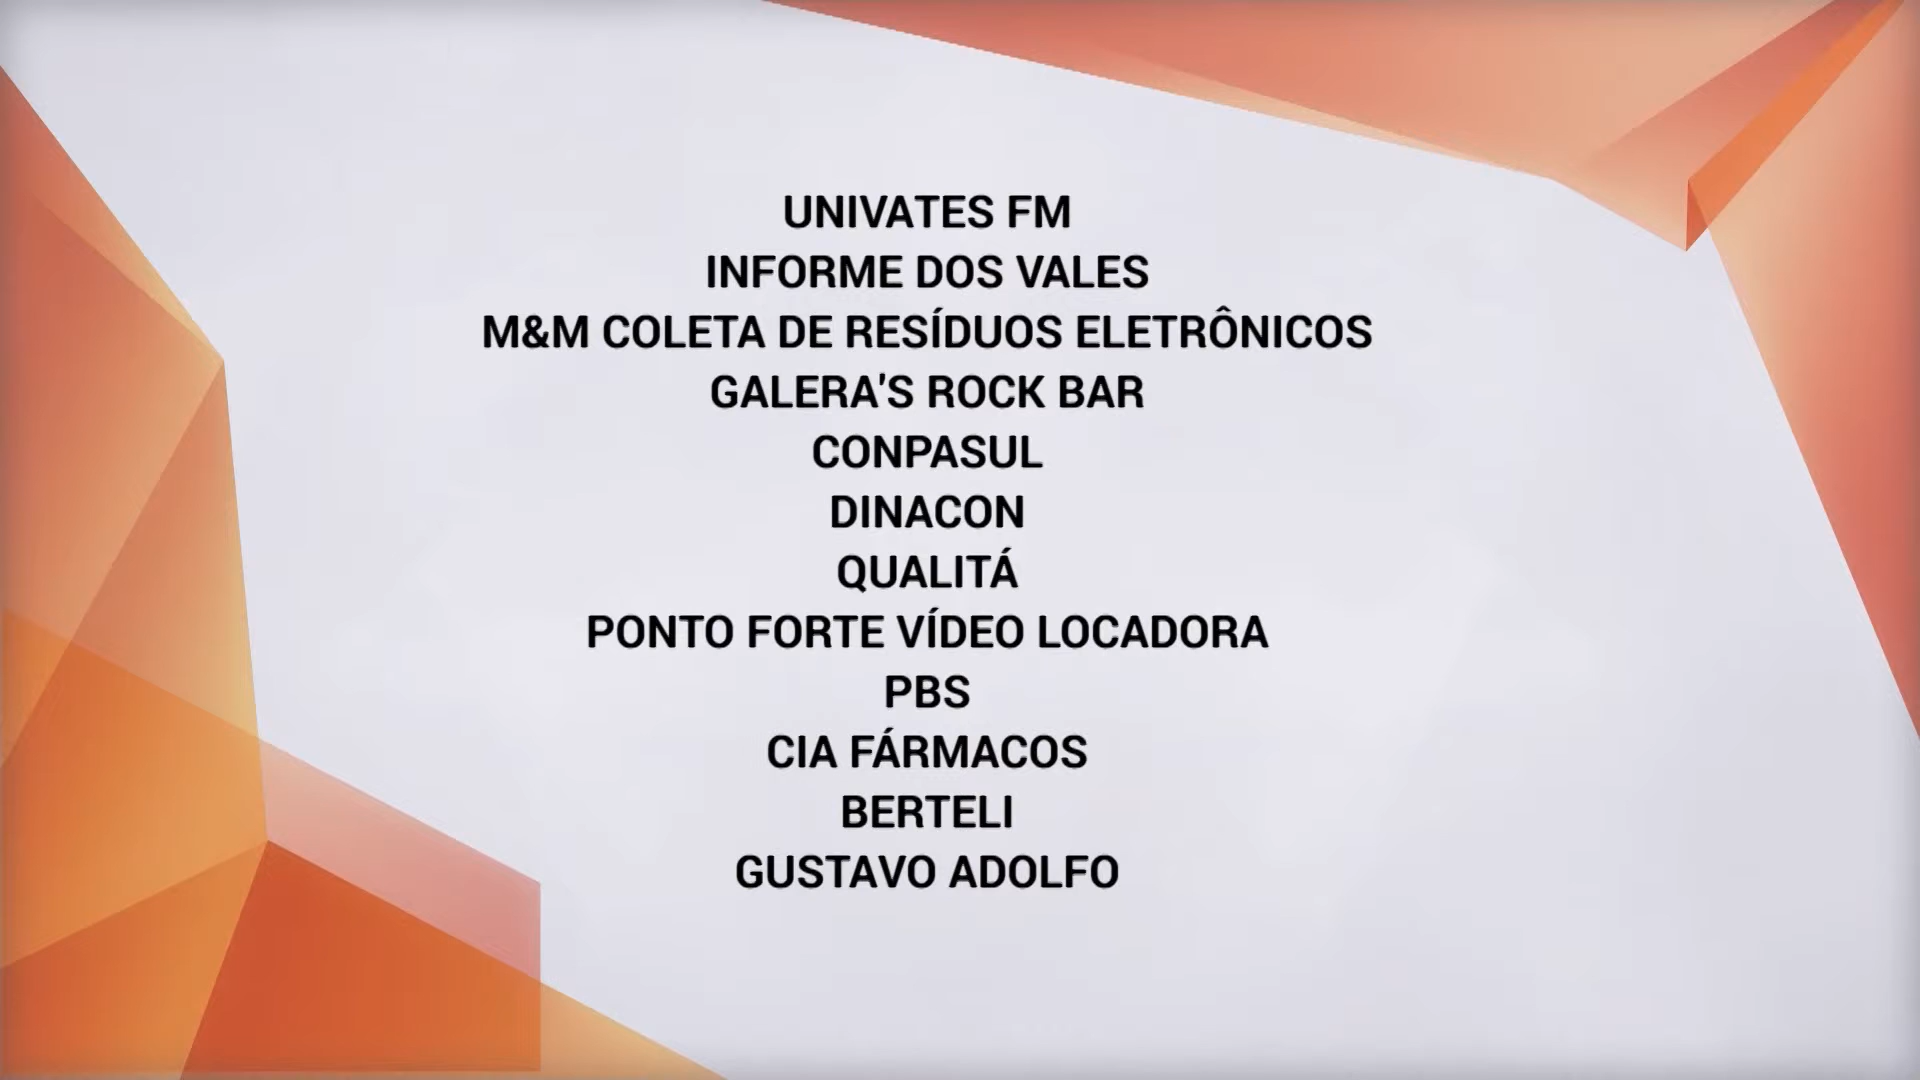 UNIVATES FM
INFORME DOS VALES
M&M COLETA DE RESÍDUOS ELETRÔNICOS
GALERA'S ROCK BAR
CONPASUL
DINACON
QUALITÁ
PONTO FORTE VÍDEO LOCADORA
PBS
CIA FÁRMACOS
BERTELI
GUSTAVO ADOLFO